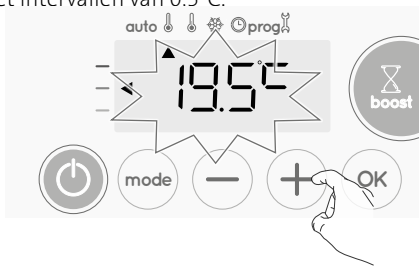 et intervallen van 0.5°C.
auto prog
19.5°C
boost
mode OK